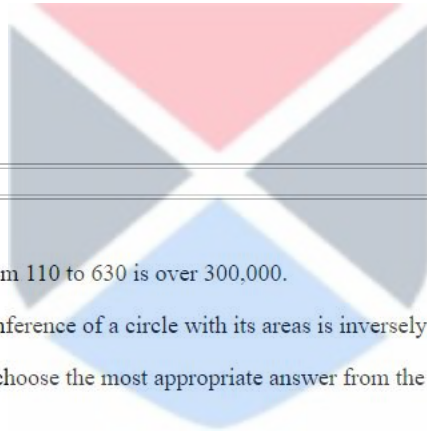 m 110 to 630 is over 300,000.
nference of a circle with its areas is inversely
choose the most appropriate answer from the